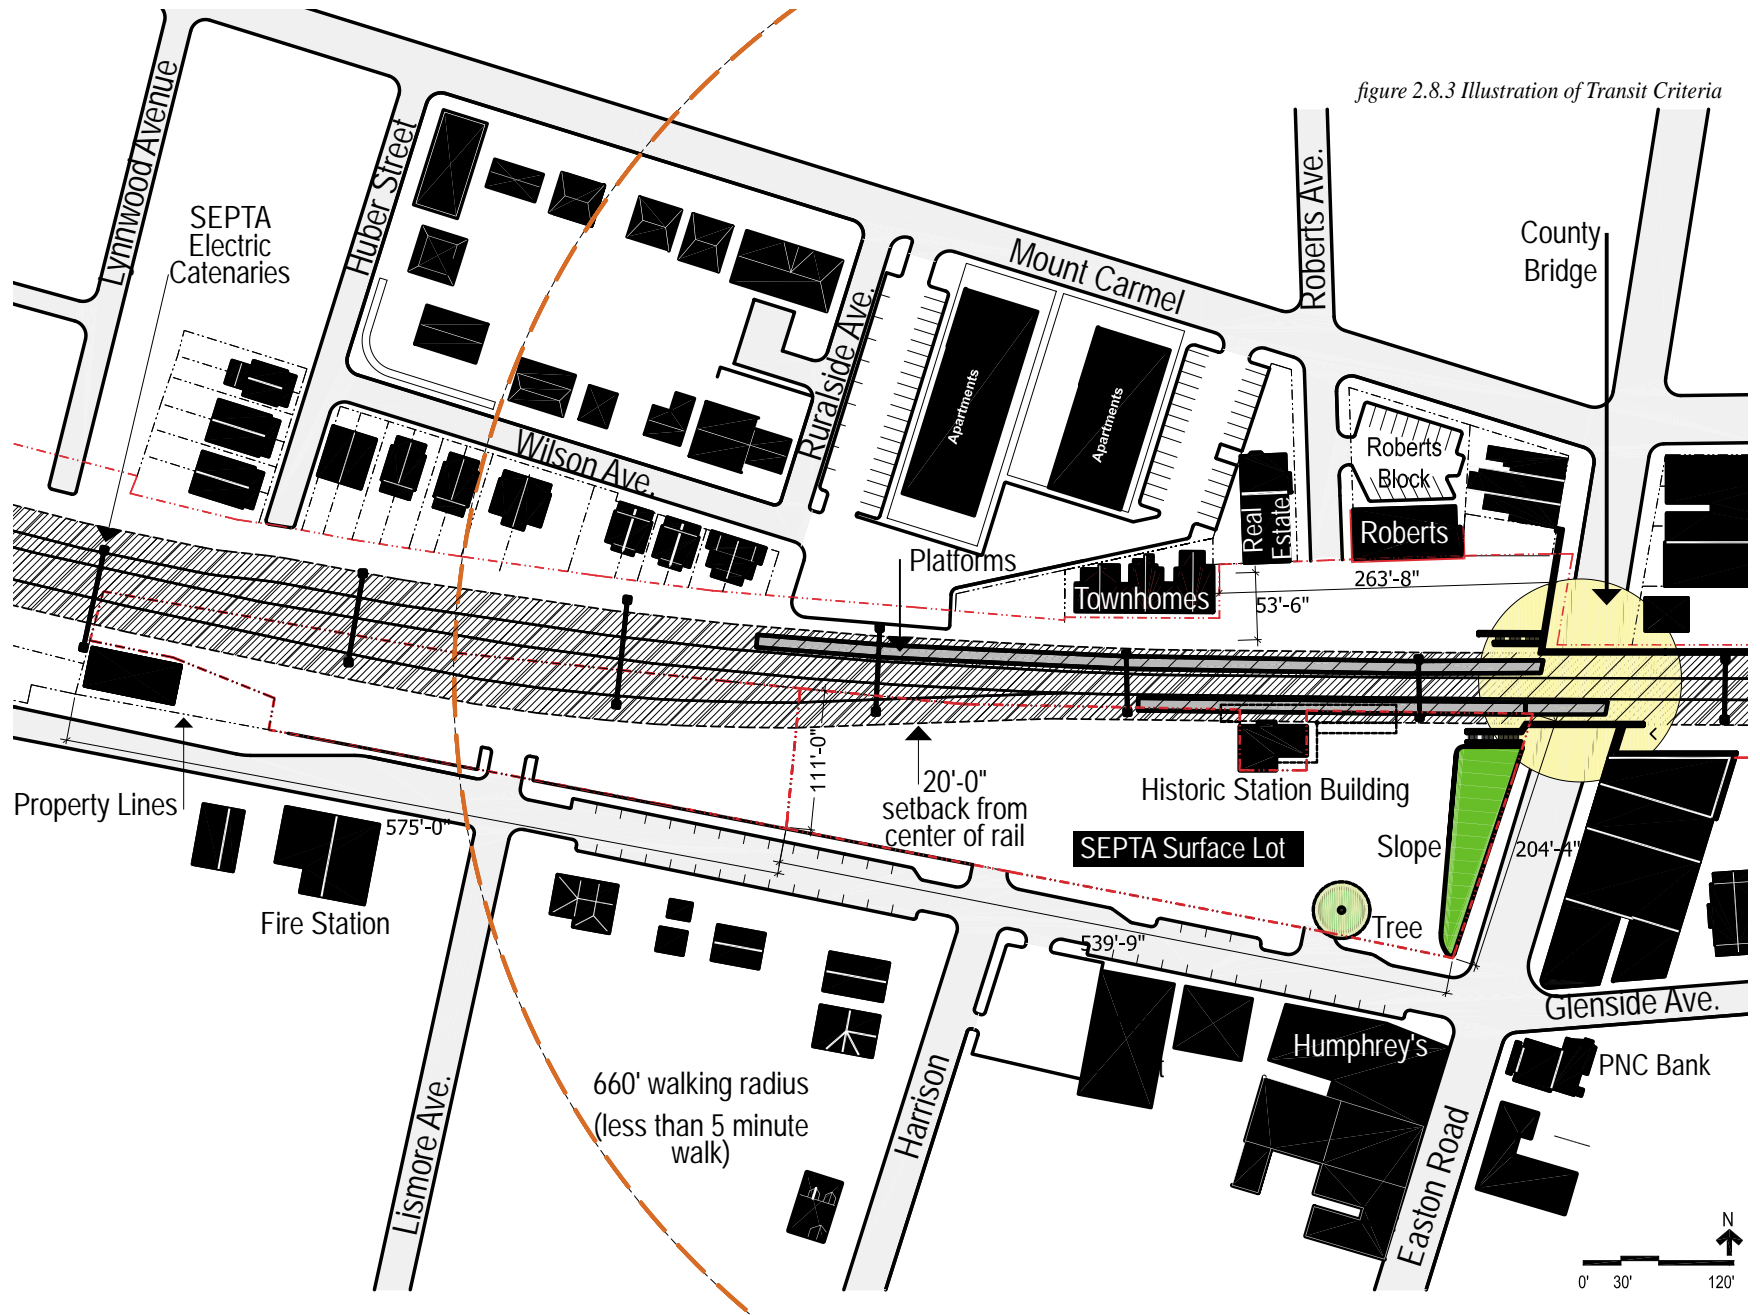 figure 2.8.3 Illustration of Transit Criteria
Lynnwood Avenue
Huber Street
SEPTA
Electric
Catenaries
Roberts Ave.
County
Bridge
Mount Carmel
Ruralside Ave.
Apartments
Apartments
Wilson Ave.
Roberts
Block
Roberts
Real
Estate
Platforms
Townhomes
263'-8"
53'-6"
111'-0"
20'-0"
setback from
center of rail
Historic Station Building
Property Lines
575'-0"
SEPTA Surface Lot
Slope
204'-4"
Fire Station
Tree
539'-9"
Glenside Ave.
Humphrey's
PNC Bank
660' walking radius
(less than 5 minute
walk)
Lismore Ave.
Harrison
Easton Road
N
0' 30' 120'